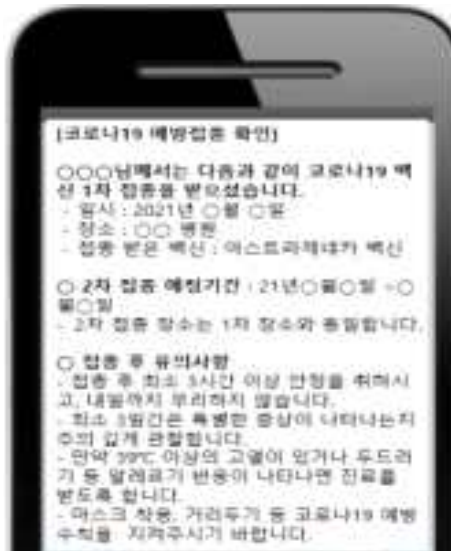 [코로나19 예방접종 확인]
○○○님께서는 다음과 같이 코로나19 백
신 1차 접종을 받으셨습니다.
- 일시 : 2021년 ○월 ○일
- 장소 : ○○ 병원
- 접종 받은 백신 : 아스트라제네카 백신
○ 2차 접종 예정기간 : 21년○월○일 ~○
월○일
- 2차 접종 장소는 1차 장소와 동일합니다.
○ 접종 후 유의사항
- 접종 후 최소 3시간 이상 안정을 취하시
고, 내일까지 무리하지 않습니다.
- 최소 3일간은 특별한 증상이 나타나는지
주의 깊게 관찰합니다.
- 만약 39℃ 이상의 고열이 있거나 두드러
기 등 알레르기 반응이 나타나면 진료를
받도록 합니다.
- 마스크 착용, 거리두기 등 코로나19 예방
수칙을 지켜주시기 바랍니다.